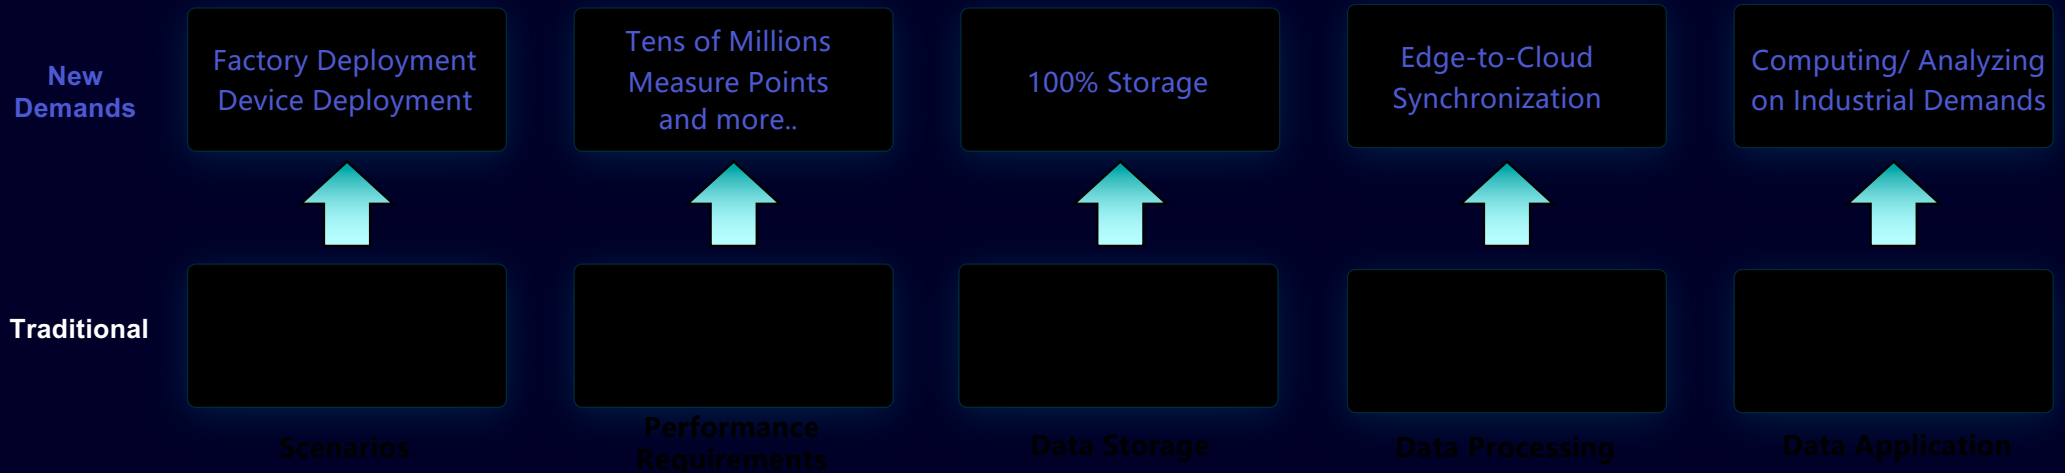 New
Demands
Factory Deployment
Device Deployment
Tens of Millions
Measure Points
and more..
100% Storage
Edge-to-Cloud
Synchronization
Computing/ Analyzing
on Industrial Demands
Traditional
Scenarios
Performance
Requirements
Data Storage
Data Processing
Data Application